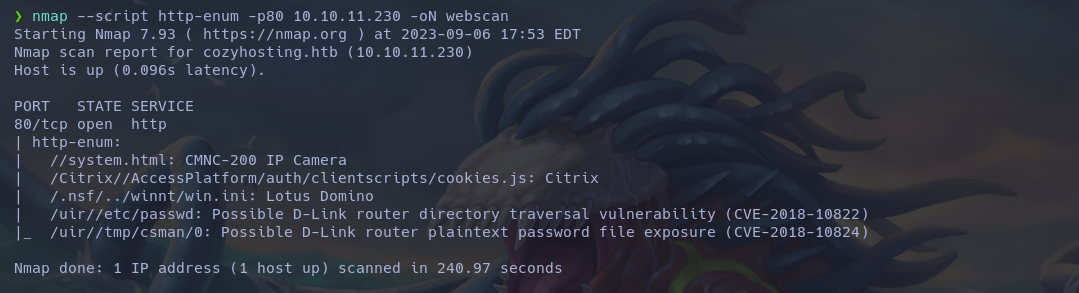 ❯ nmap --script http-enum -p80 10.10.11.230 -oN webscan
Starting Nmap 7.93 ( https://nmap.org ) at 2023-09-06 17:53 EDT
Nmap scan report for cozyhosting.htb (10.10.11.230)
Host is up (0.096s latency).
PORT   STATE SERVICE
80/tcp open  http
| http-enum:
|   //system.html: CMNC-200 IP Camera
|   /Citrix//AccessPlatform/auth/clientscripts/cookies.js: Citrix
|   /.nsf/../winnt/win.ini: Lotus Domino
|   /uir//etc/passwd: Possible D-Link router directory traversal vulnerability (CVE-2018-10822)
|_  /uir//tmp/csman/0: Possible D-Link router plaintext password file exposure (CVE-2018-10824)
Nmap done: 1 IP address (1 host up) scanned in 240.97 seconds